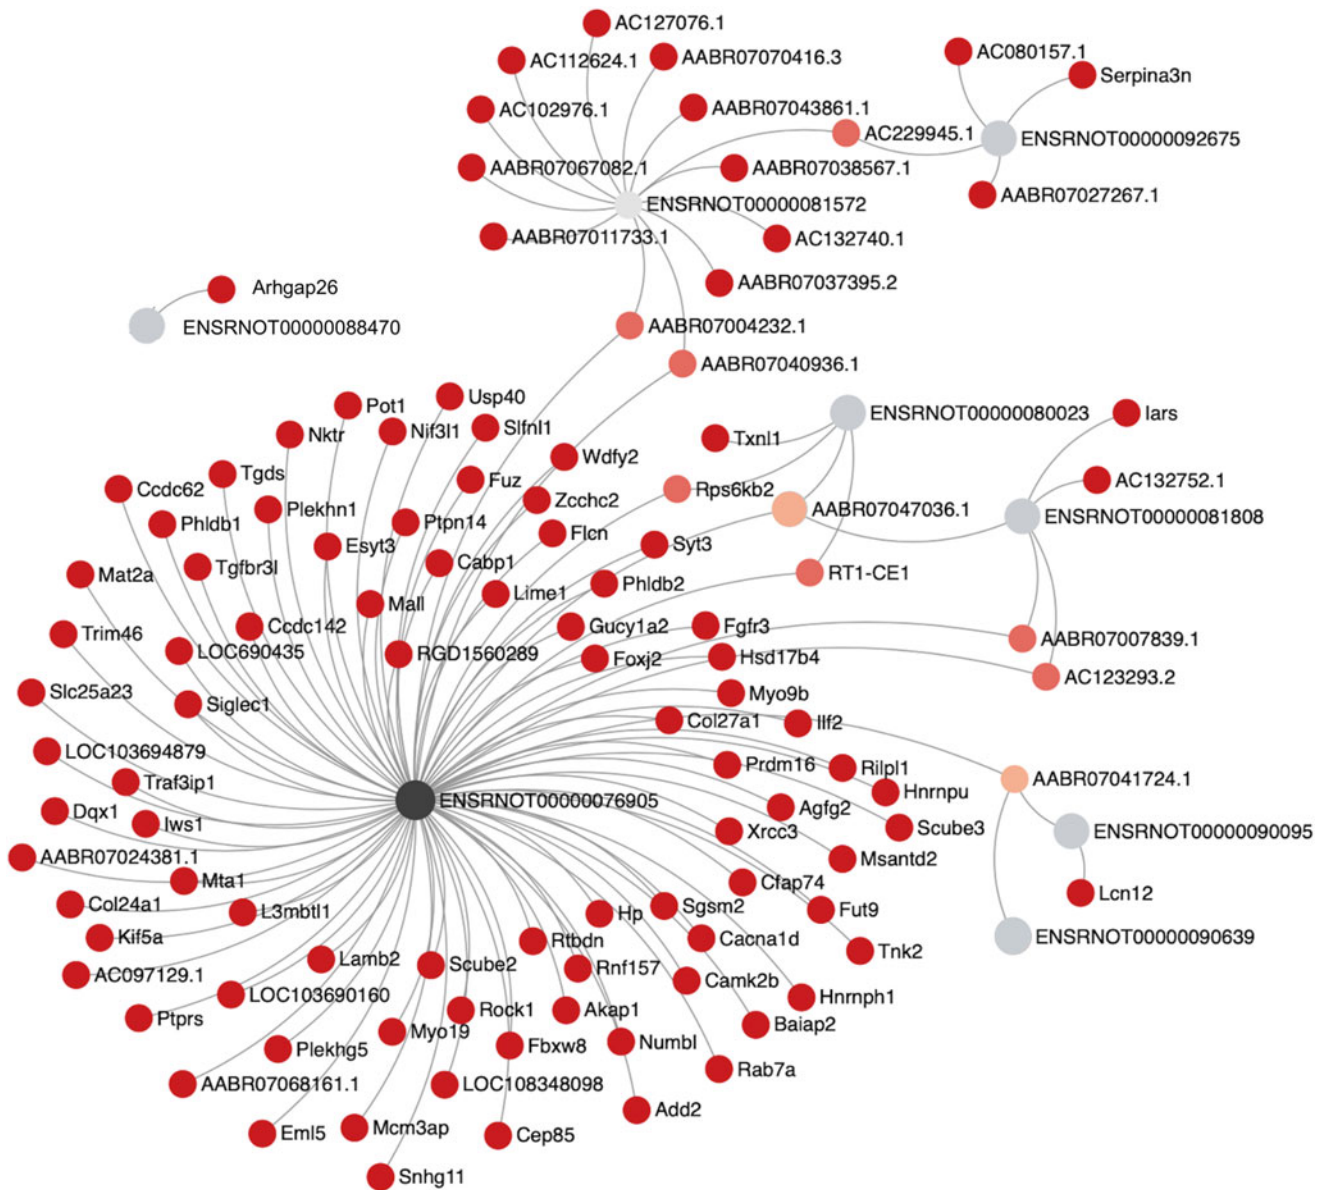 AC127076.1
AC080157.1
AC112624.1
AABR07070416.3
Serpina3n
AC102976.1
AABR07043861.1
AC229945.1
ENSRNOT00000092675
AABR07067082.1
AABR07038567.1
AABR07027267.1
ENSRNOT00000081572
AABR07011733.1
AC132740.1
AABR07037395.2
Arhgap26
ENSRNOT00000088470
AABR07004232.1
AABR07040936.1
Usp40
Pot1
ENSRNOT00000080023
Iars
Nktr
Nif3l1
Slfnl1
Txnl1
Wdfy2
Tgds
Fuz
AC132752.1
Ccdc62
Rps6kb2
Zcchc2
Plekhn1
AABR07047036.1
ENSRNOT00000081808
Phldb1
Ptpn14
Flcn
Esyt3
Syt3
Tgfbr3l
Cabp1
Mat2a
RT1-CE1
Phldb2
Lime1
Mall
Ccdc142
Gucy1a2
Fgfr3
Trim46
AABR07007839.1
LOC690435
RGD1560289
Foxj2
Hsd17b4
AC123293.2
Slc25a23
Myo9b
Siglec1
Col27a1
Ilf2
LOC103694879
Prdm16
Rilpl1
AABR07041724.1
Traf3ip1
Hnrnpu
ENSRNOT00000076905
Agfg2
Dqx1
Iws1
Xrcc3
Scube3
ENSRNOT00000090095
AABR07024381.1
Msantd2
Mta1
Cfap74
Lcn12
Col24a1
L3mbtl1
Hp
Sgsm2
Fut9
Kif5a
Rtbdn
Cacna1d
ENSRNOT00000090639
Tnk2
Lamb2
Scube2
Rnf157
AC097129.1
Camk2b
LOC103690160
Hnrnph1
Rock1
Akap1
Ptprs
Baiap2
Myo19
Numbl
Plekhg5
Fbxw8
Rab7a
AABR07068161.1
LOC108348098
Add2
Mcm3ap
Eml5
Cep85
Snhg11